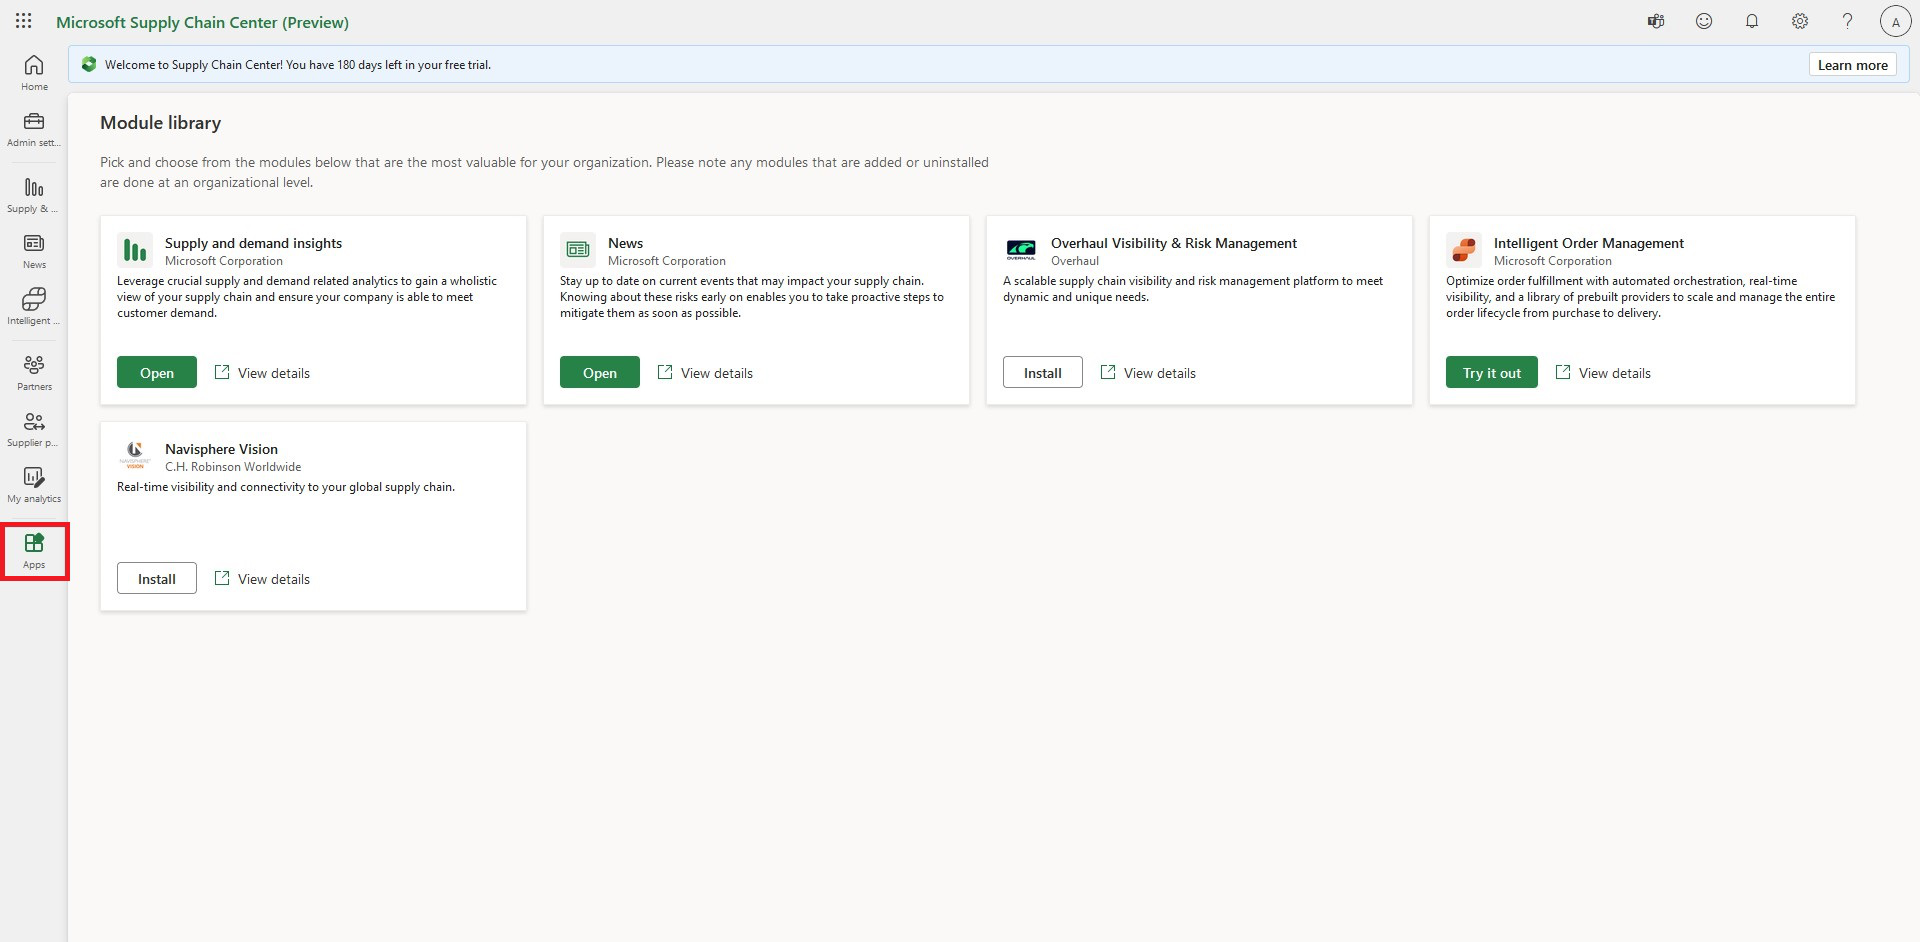 Microsoft Supply Chain Center (Preview)
A
Welcome to Supply Chain Center! You have 180 days left in your free trial.
Learn more
Home
Admin sett...
Supply & ...
News
Intelligent ...
Partners
Supplier p...
My analytics
Apps
Module library
Pick and choose from the modules below that are the most valuable for your organization. Please note any modules that are added or uninstalled
are done at an organizational level.
Supply and demand insights
Microsoft Corporation
Leverage crucial supply and demand related analytics to gain a wholistic
view of your supply chain and ensure your company is able to meet
customer demand.
Open
View details
News
Microsoft Corporation
Stay up to date on current events that may impact your supply chain.
Knowing about these risks early on enables you to take proactive steps to
mitigate them as soon as possible.
Open
View details
OVERHAUL
Overhaul Visibility & Risk Management
Overhaul
A scalable supply chain visibility and risk management platform to meet
dynamic and unique needs.
Install
View details
Intelligent Order Management
Microsoft Corporation
Optimize order fulfillment with automated orchestration, real-time
visibility, and a library of prebuilt providers to scale and manage the entire
order lifecycle from purchase to delivery.
Try it out
View details
NAVISPHERE
VISION
Navisphere Vision
C.H. Robinson Worldwide
Real-time visibility and connectivity to your global supply chain.
Install
View details